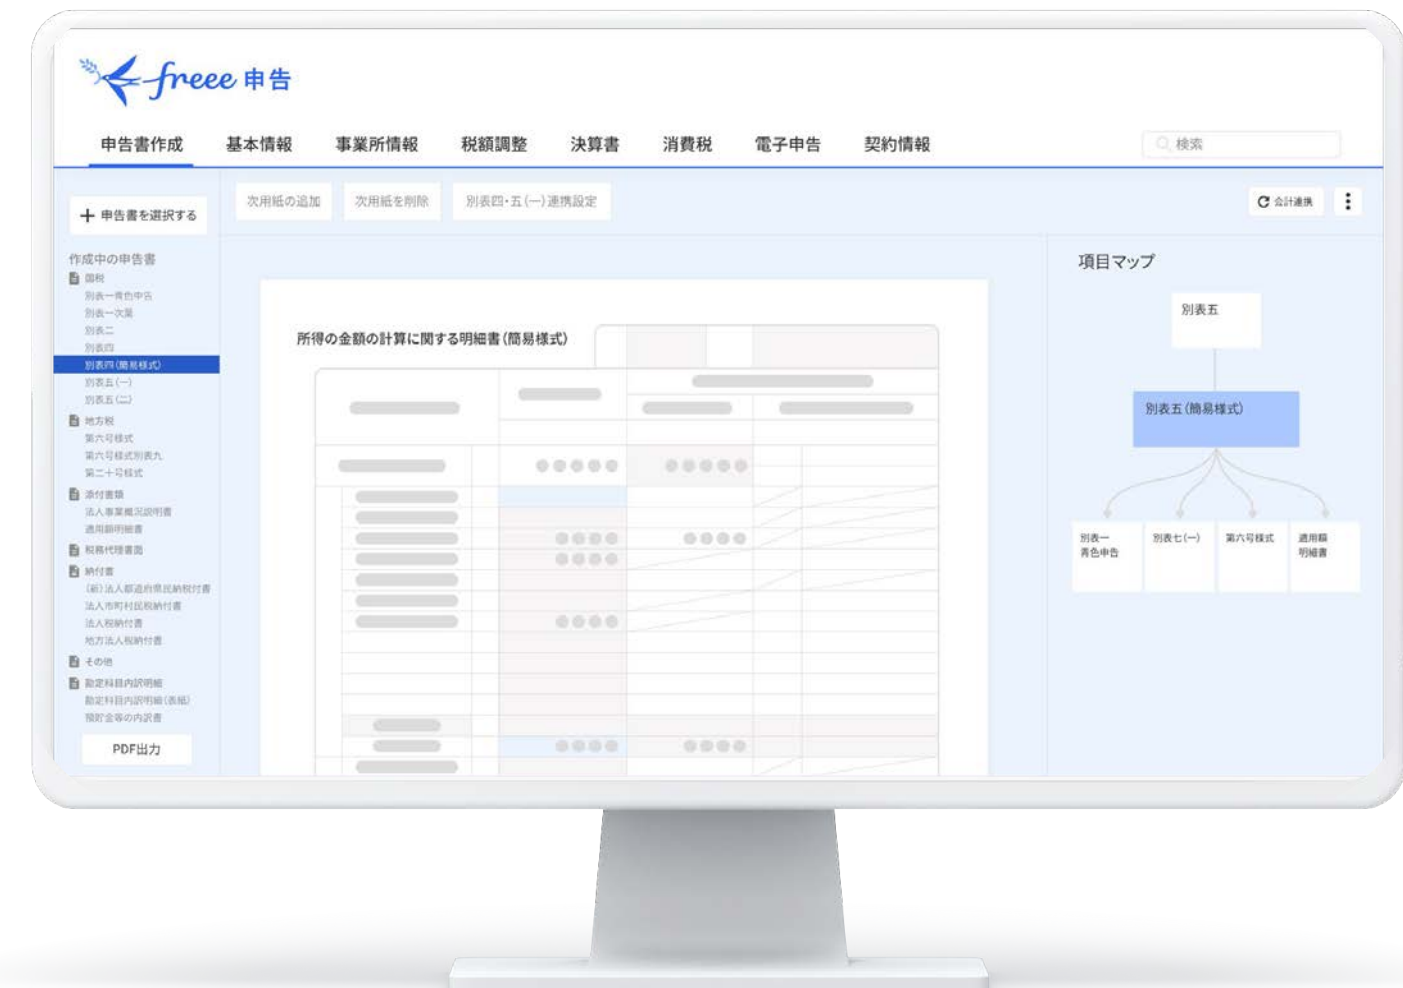 freee 申告
申告書作成 基本情報 事業所情報 税額調整 決算書 消費税 電子申告 契約情報 検索
+ 申告書を選択する
次用紙の追加 次用紙を削除 別表四・五(一)連携設定 会計連携
作成中の申告書
国税
別表一青色申告
別表一次葉
別表二
別表四
別表四(簡易様式)
別表五(一)
別表五(二)
地方税
第六号様式
第六号様式別表九
第二十号様式
添付書類
法人事業概況説明書
適用額明細書
税務代理書面
納付書
(新)法人都道府県民納税付書
法人市町村民税納付書
法人税納付書
地方法人税納付書
その他
勘定科目内訳明細
勘定科目内訳明細(表紙)
預貯金等の内訳書
PDF出力
所得の金額の計算に関する明細書(簡易様式)
項目マップ
別表五
別表五(簡易様式)
別表一
青色申告
別表七(一)
第六号様式
適用額
明細書